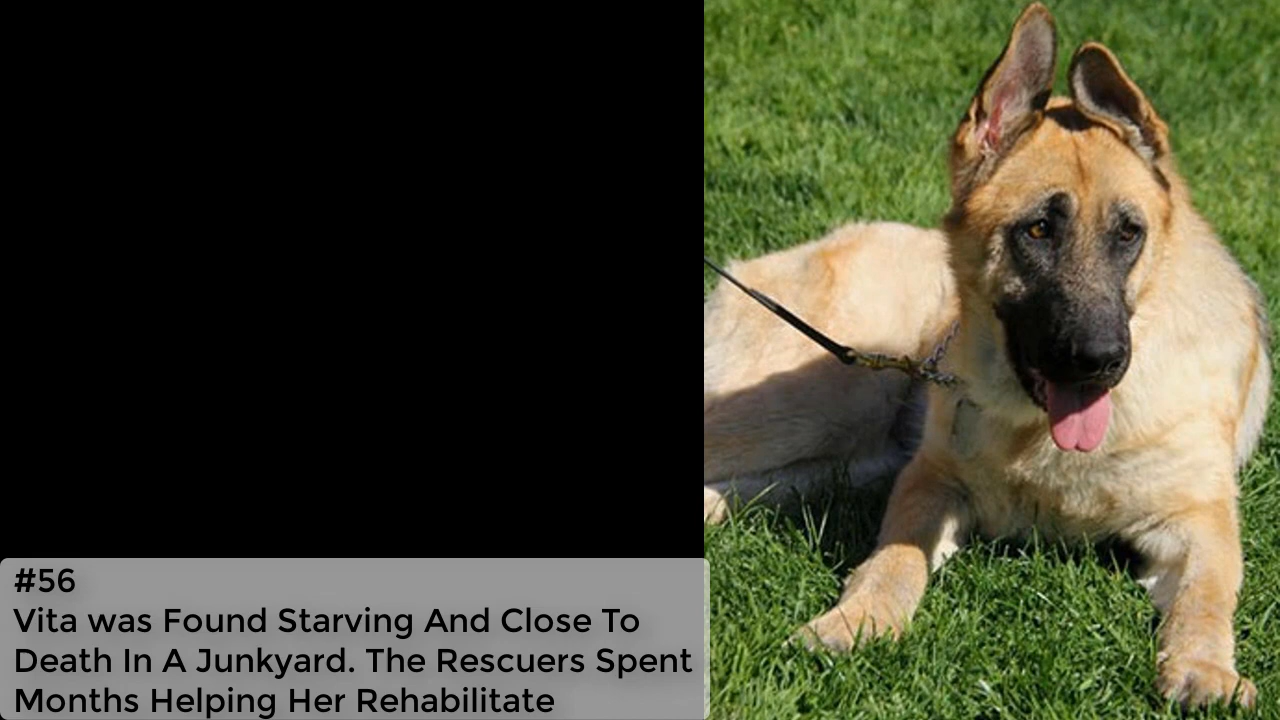 #56
Vita was Found Starving And Close To
Death In A Junkyard. The Rescuers Spent
Months Helping Her Rehabilitate